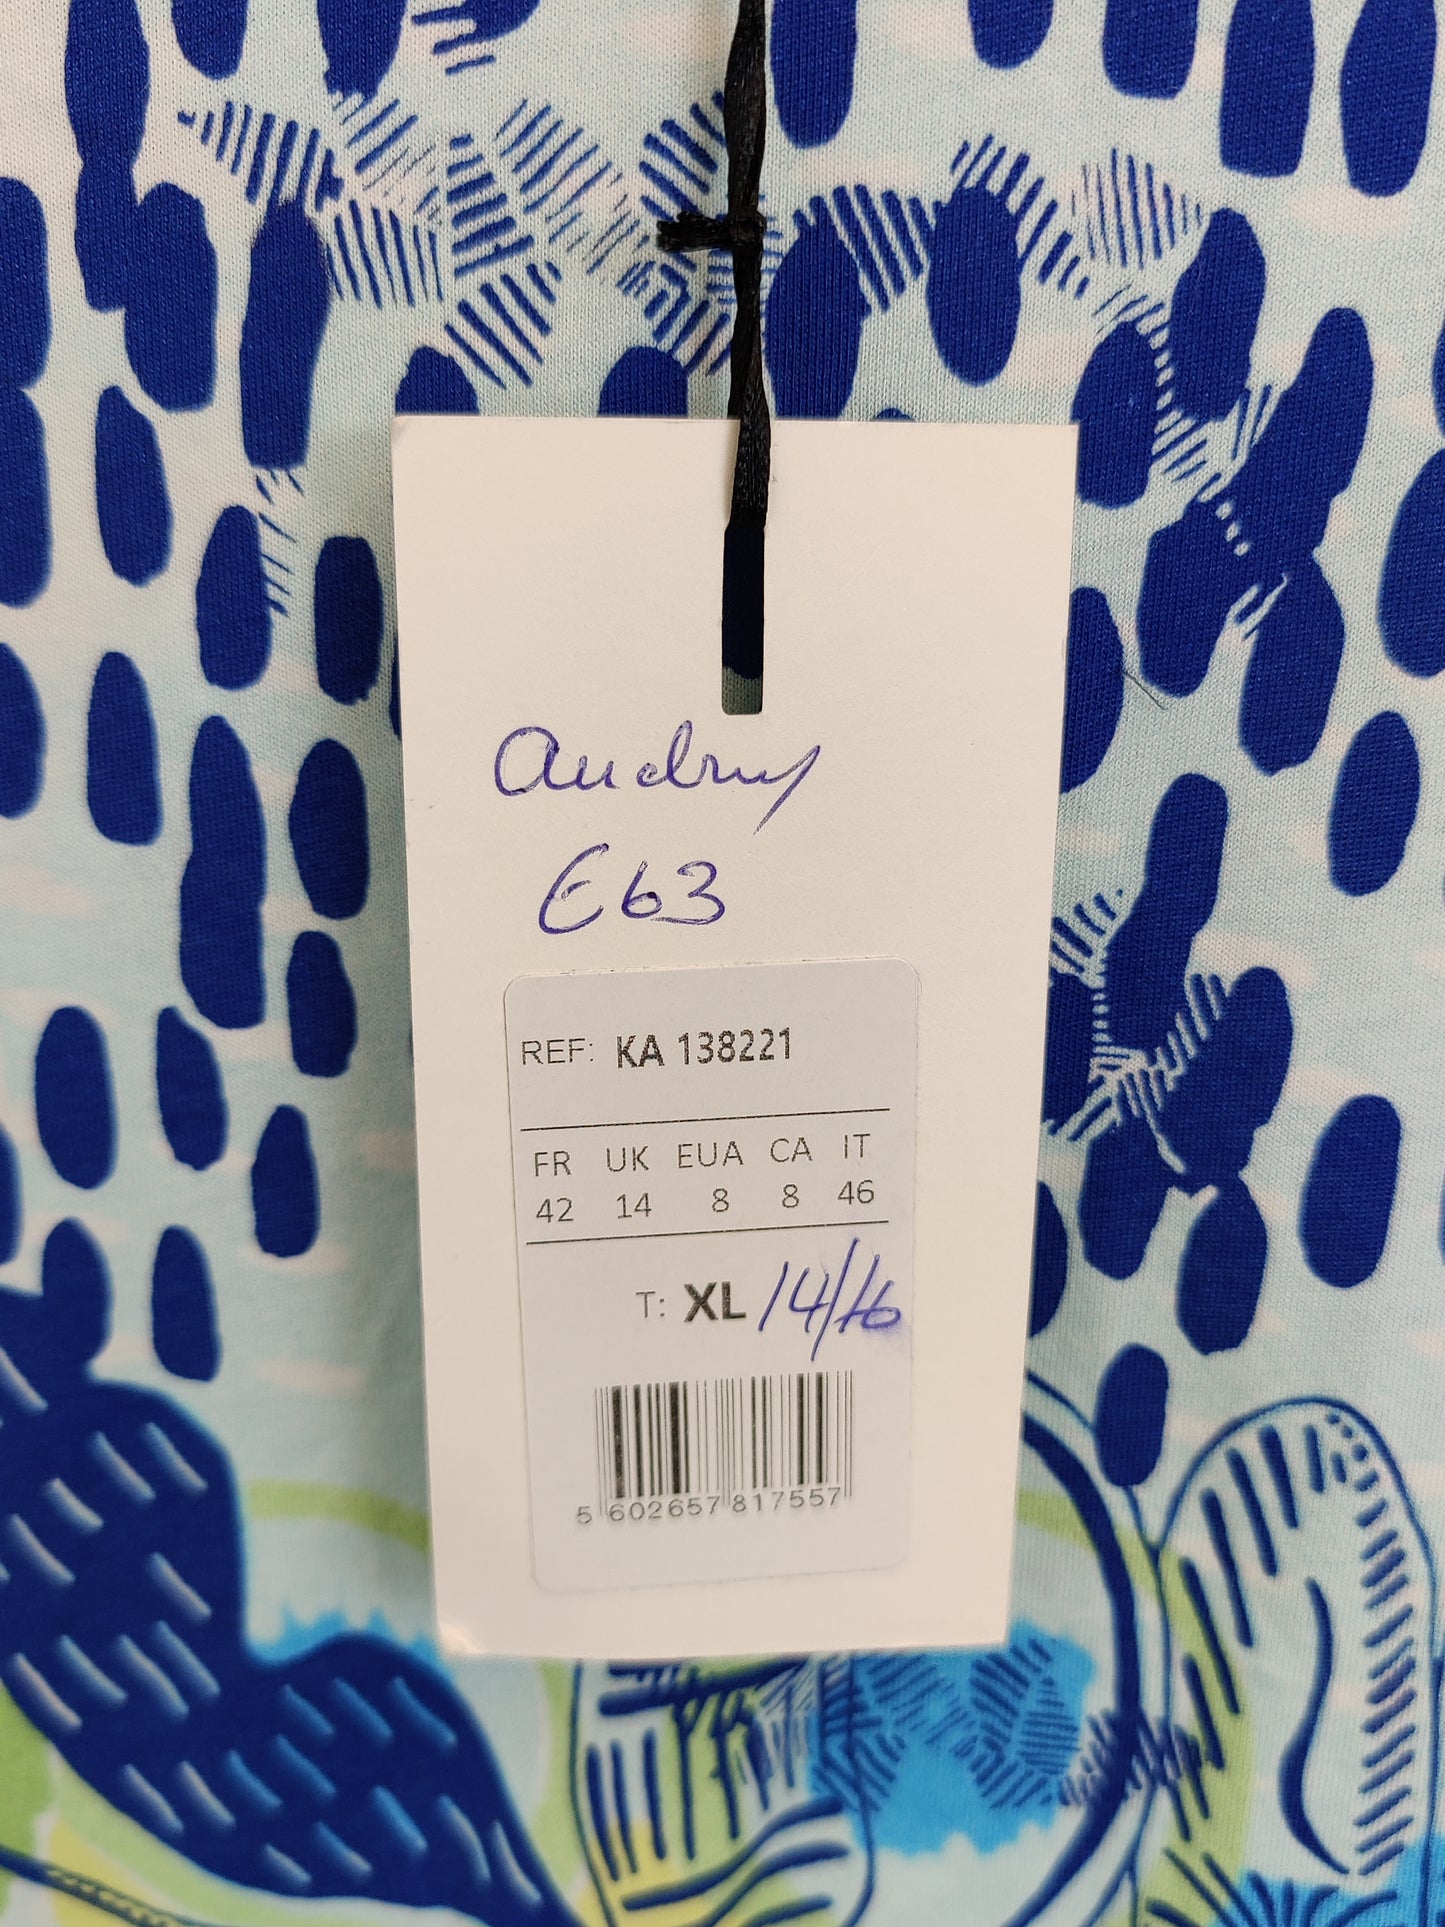 Audrey
E63
REF: KA 138221
FR UK EUA CA IT
42 14 8 8 46
T: XL 14/16
5 602657 817557